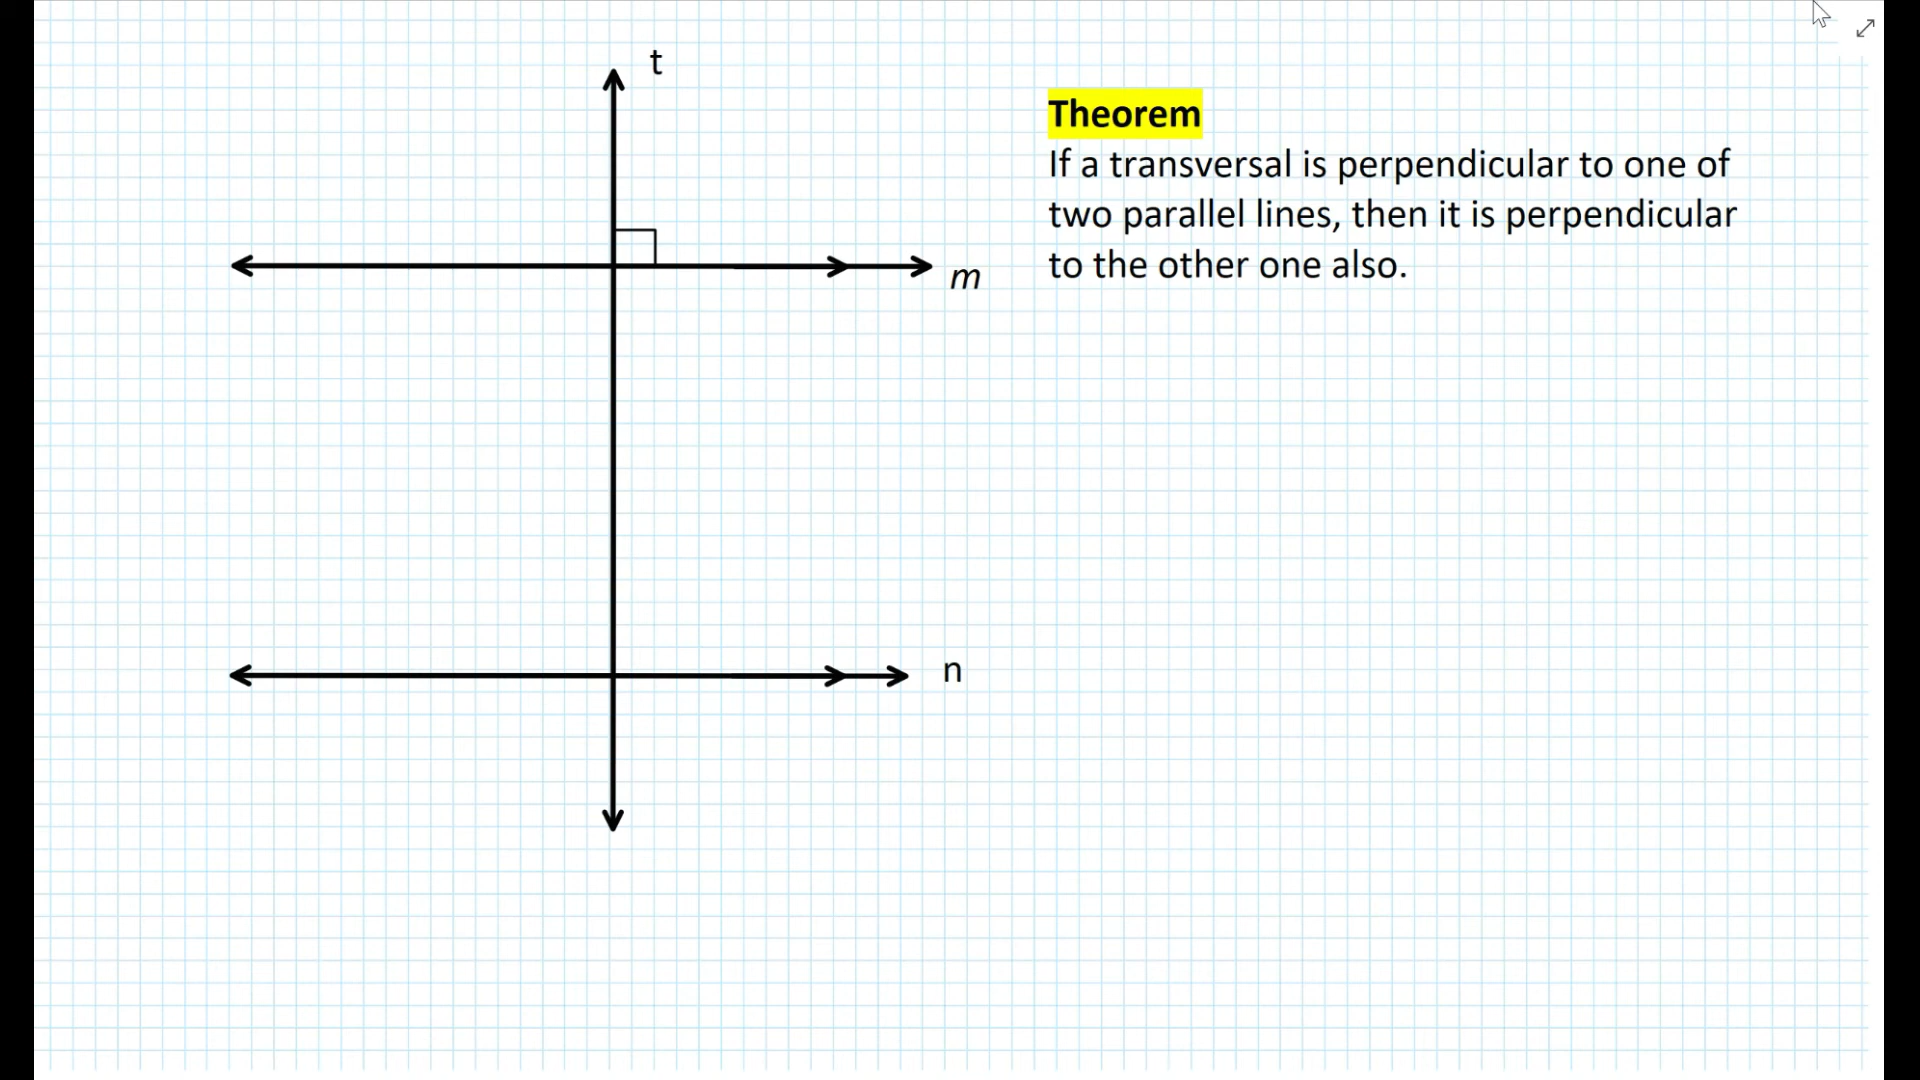 t
Theorem
If a transversal is perpendicular to one of
two parallel lines, then it is perpendicular
to the other one also.
m
n